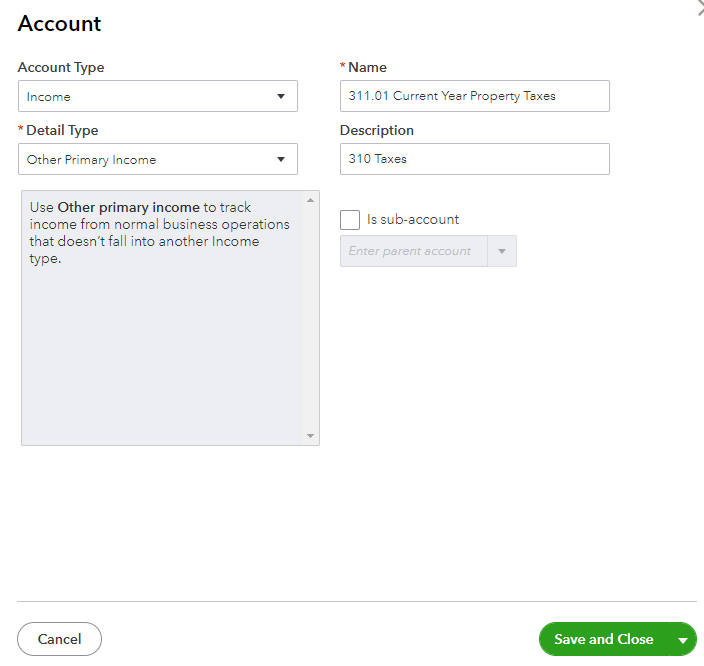 Account
Account Type
Income
* Detail Type
Other Primary Income
Use Other primary income to track
income from normal business operations
that doesn't fall into another Income
type.
* Name
311.01 Current Year Property Taxes
Description
310 Taxes
Is sub-account
Enter parent account
Cancel
Save and Close